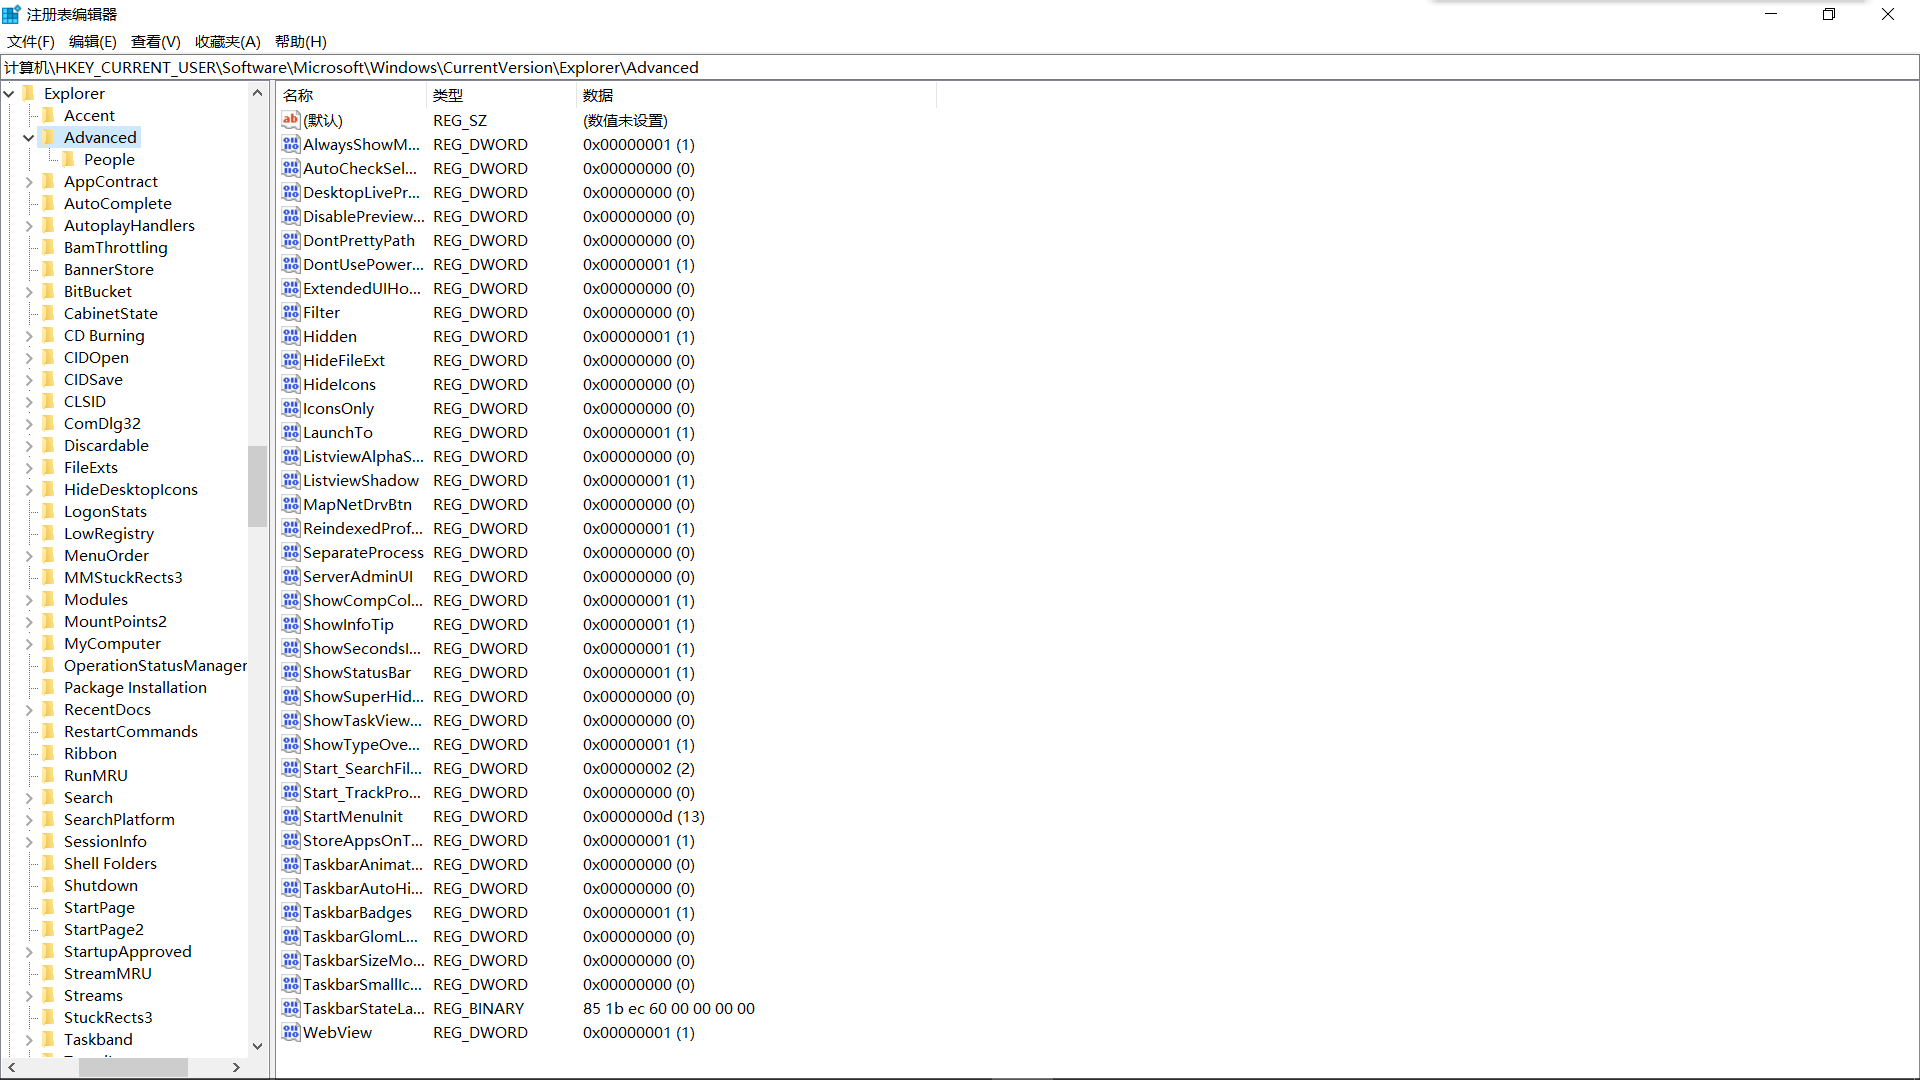 注册表编辑器
文件(F) 编辑(E) 查看(V) 收藏夹(A) 帮助(H)
计算机\HKEY_CURRENT_USER\Software\Microsoft\Windows\CurrentVersion\Explorer\Advanced
Explorer
Accent
Advanced
People
AppContract
AutoComplete
AutoplayHandlers
BamThrottling
BannerStore
BitBucket
CabinetState
CD Burning
CIDOpen
CIDSave
CLSID
ComDlg32
Discardable
FileExts
HideDesktopIcons
LogonStats
LowRegistry
MenuOrder
MMStuckRects3
Modules
MountPoints2
MyComputer
OperationStatusManager
Package Installation
RecentDocs
RestartCommands
Ribbon
RunMRU
Search
SearchPlatform
SessionInfo
Shell Folders
Shutdown
StartPage
StartPage2
StartupApproved
StreamMRU
Streams
StuckRects3
Taskband
名称 类型 数据
(默认) REG_SZ (数值未设置)
AlwaysShowM... REG_DWORD 0x00000001 (1)
AutoCheckSel... REG_DWORD 0x00000000 (0)
DesktopLivePr... REG_DWORD 0x00000000 (0)
DisablePreview... REG_DWORD 0x00000000 (0)
DontPrettyPath REG_DWORD 0x00000000 (0)
DontUsePower... REG_DWORD 0x00000001 (1)
ExtendedUIHo... REG_DWORD 0x00000000 (0)
Filter REG_DWORD 0x00000000 (0)
Hidden REG_DWORD 0x00000001 (1)
HideFileExt REG_DWORD 0x00000000 (0)
HideIcons REG_DWORD 0x00000000 (0)
IconsOnly REG_DWORD 0x00000000 (0)
LaunchTo REG_DWORD 0x00000001 (1)
ListviewAlphaS... REG_DWORD 0x00000000 (0)
ListviewShadow REG_DWORD 0x00000001 (1)
MapNetDrvBtn REG_DWORD 0x00000000 (0)
ReindexedProf... REG_DWORD 0x00000001 (1)
SeparateProcess REG_DWORD 0x00000000 (0)
ServerAdminUI REG_DWORD 0x00000000 (0)
ShowCompCol... REG_DWORD 0x00000001 (1)
ShowInfoTip REG_DWORD 0x00000001 (1)
ShowSecondsI... REG_DWORD 0x00000001 (1)
ShowStatusBar REG_DWORD 0x00000001 (1)
ShowSuperHid... REG_DWORD 0x00000000 (0)
ShowTaskView... REG_DWORD 0x00000000 (0)
ShowTypeOve... REG_DWORD 0x00000001 (1)
Start_SearchFil... REG_DWORD 0x00000002 (2)
Start_TrackPro... REG_DWORD 0x00000000 (0)
StartMenuInit REG_DWORD 0x0000000d (13)
StoreAppsOnT... REG_DWORD 0x00000001 (1)
TaskbarAnimat... REG_DWORD 0x00000000 (0)
TaskbarAutoHi... REG_DWORD 0x00000000 (0)
TaskbarBadges REG_DWORD 0x00000001 (1)
TaskbarGlomL... REG_DWORD 0x00000000 (0)
TaskbarSizeMo... REG_DWORD 0x00000000 (0)
TaskbarSmallIc... REG_DWORD 0x00000000 (0)
TaskbarStateLa... REG_BINARY 85 1b ec 60 00 00 00 00
WebView REG_DWORD 0x00000001 (1)